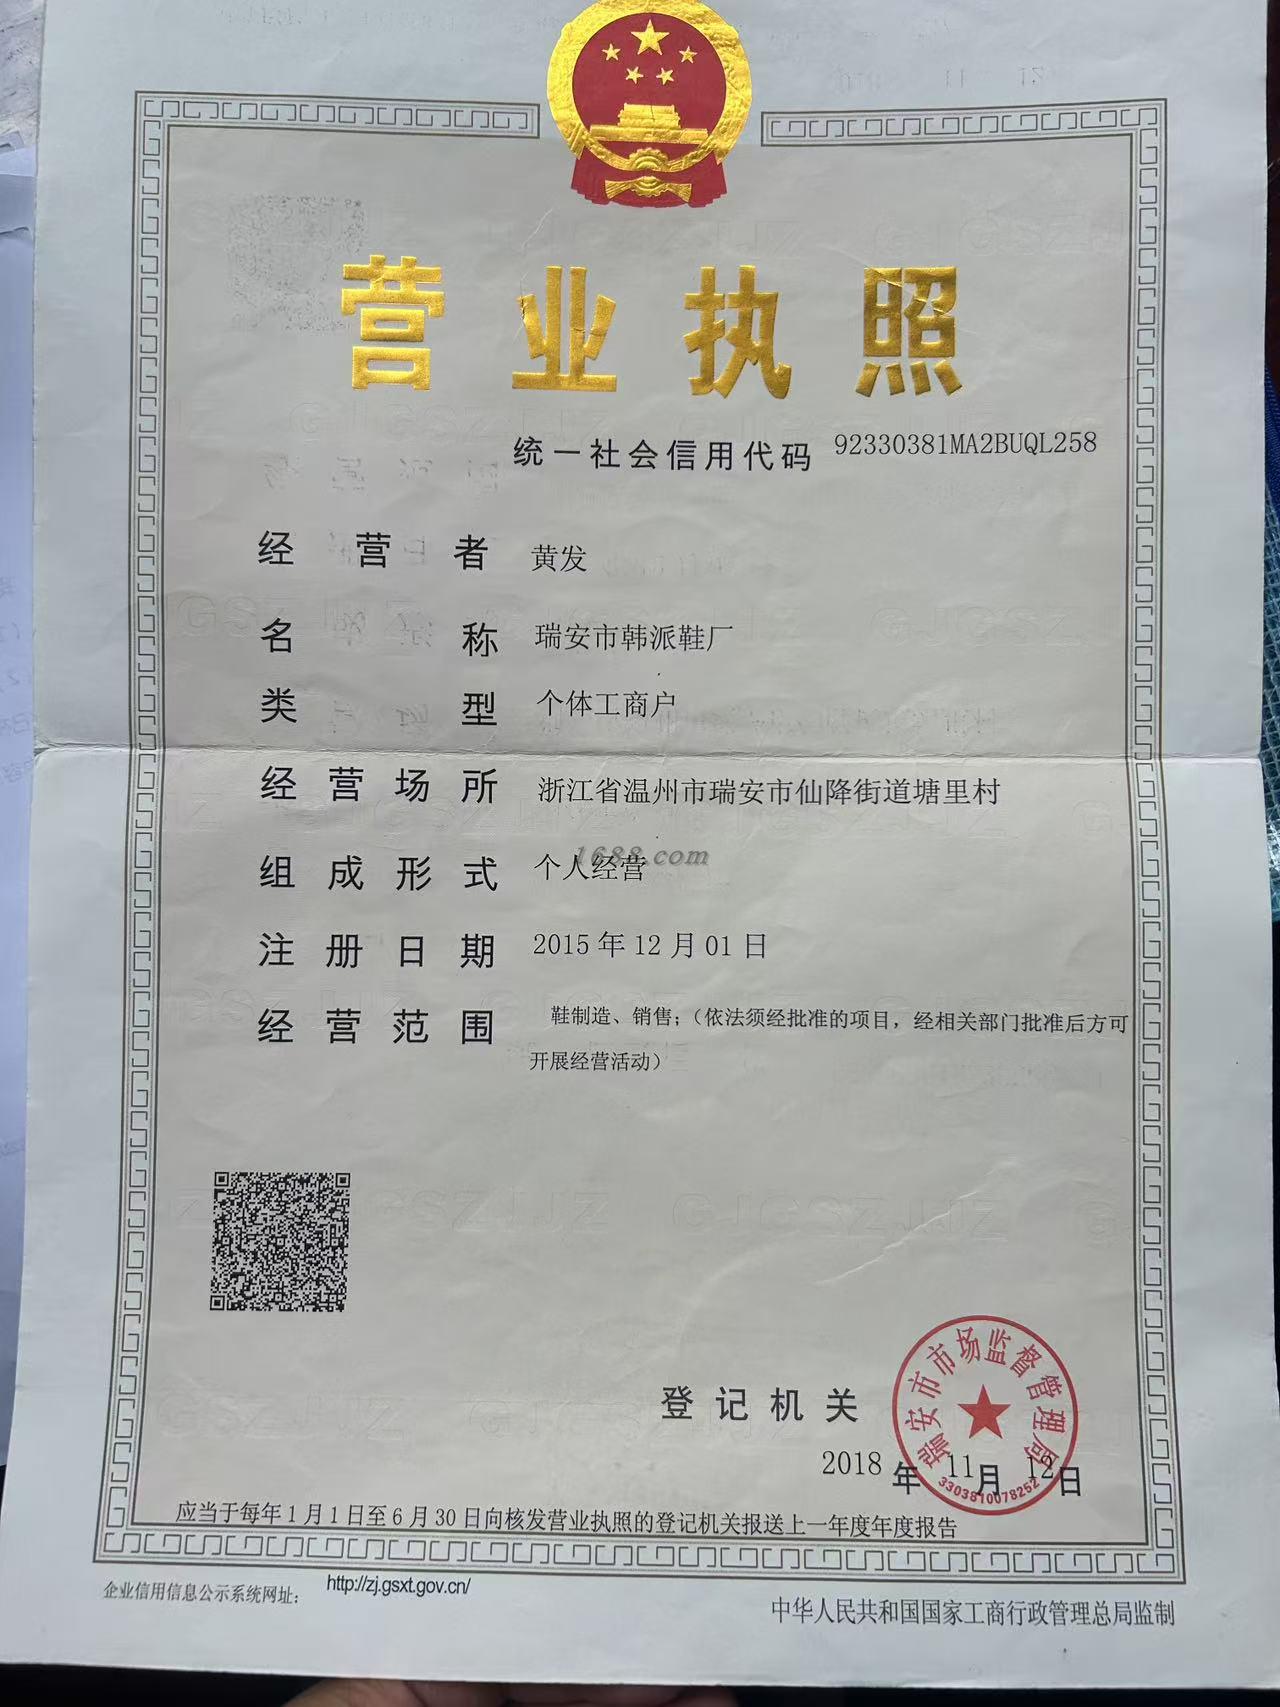 营业执照
统一社会信用代码 92330381MA2BUQL258
经营者 黄发
名称 瑞安市韩派鞋厂
类型 个体工商户
经营场所 浙江省温州市瑞安市仙降街道塘里村
1688.com
组成形式 个人经营
注册日期 2015年12月01日
经营范围 鞋制造、销售;(依法须经批准的项目,经相关部门批准后方可
开展经营活动)
瑞安市市场监督管理局
登记机关
2018年11月12日
3303810078252
应当于每年1月1日至6月30日向核发营业执照的登记机关报送上一年度年度报告
企业信用信息公示系统网址: http://zj.gsxt.gov.cn/
中华人民共和国国家工商行政管理总局监制